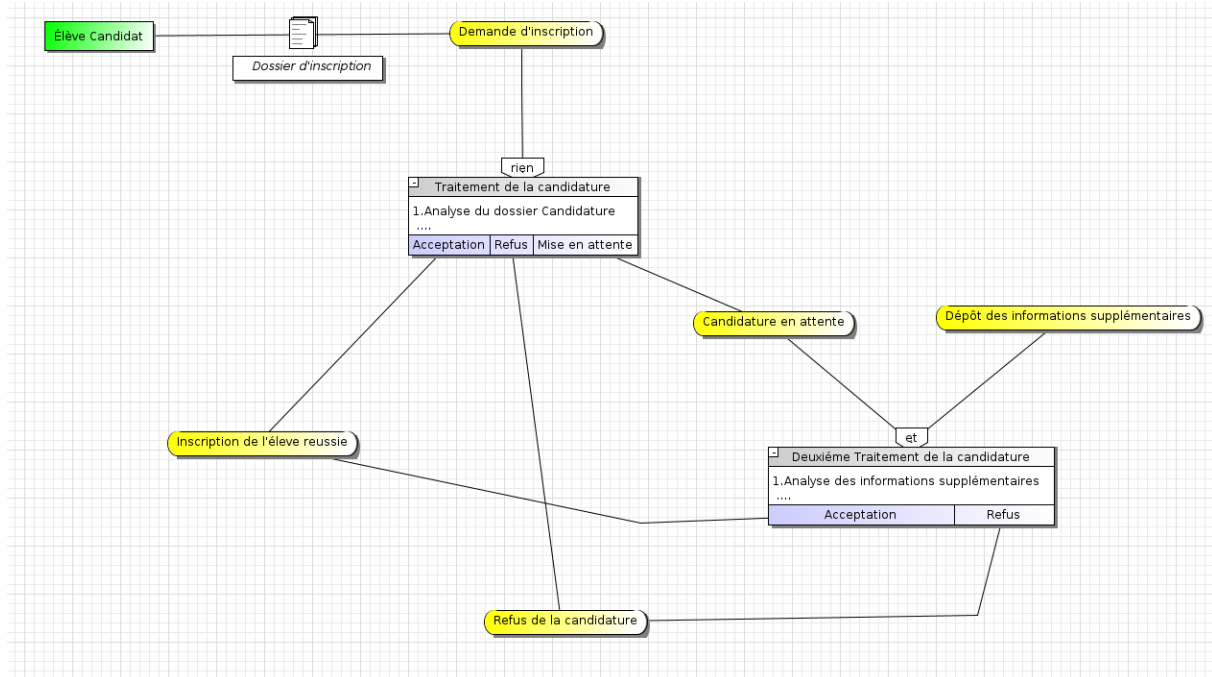 Élève Candidat
Demande d'inscription
Dossier d'inscription
rien
Traitement de la candidature
1.Analyse du dossier Candidature
....
Acceptation Refus Mise en attente
Candidature en attente
Dépôt des informations supplémentaires
Inscription de l'éleve reussie
et
Deuxiéme Traitement de la candidature
1.Analyse des informations supplémentaires
....
Acceptation Refus
Refus de la candidature